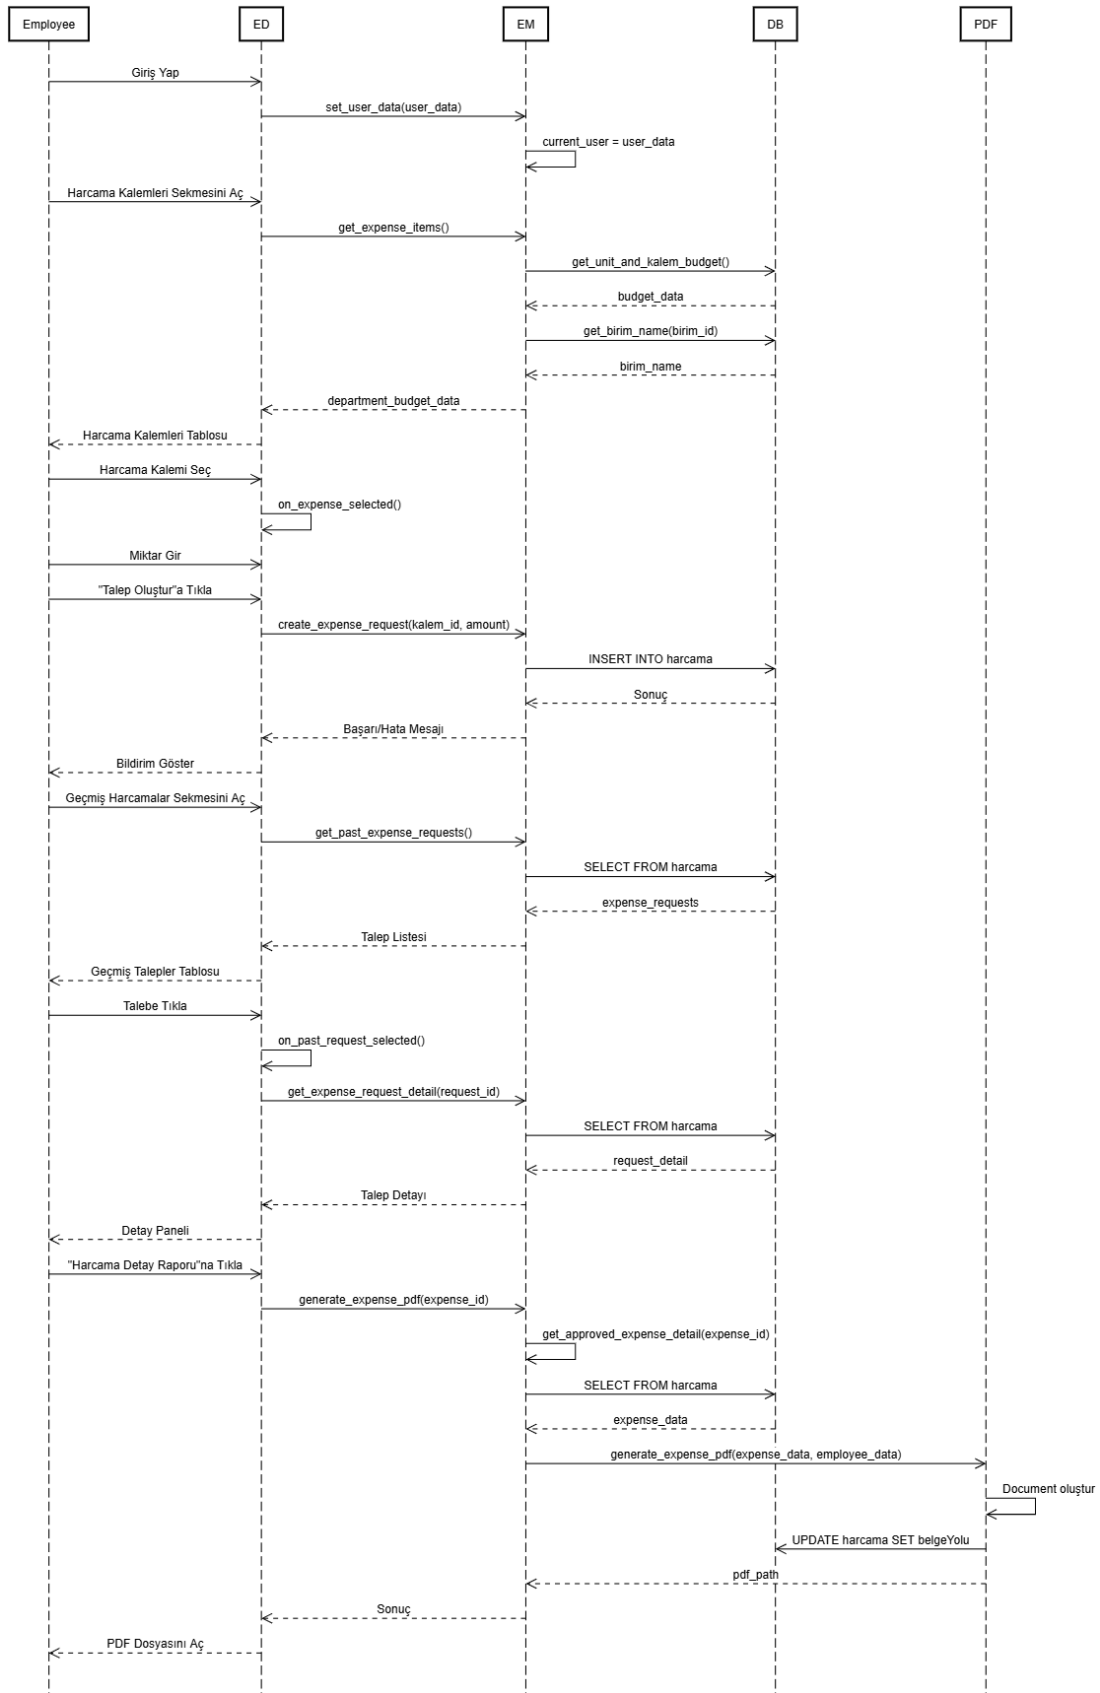 Employee
ED
EM
DB
PDF
Giriş Yap
set_user_data(user_data)
current_user = user_data
Harcama Kalemleri Sekmesini Aç
get_expense_items()
get_unit_and_kalem_budget()
budget_data
get_birim_name(birim_id)
birim_name
department_budget_data
Harcama Kalemleri Tablosu
Harcama Kalemi Seç
on_expense_selected()
Miktar Gir
"Talep Oluştur"a Tıkla
create_expense_request(kalem_id, amount)
INSERT INTO harcama
Sonuç
Başarı/Hata Mesajı
Bildirim Göster
Geçmiş Harcamalar Sekmesini Aç
get_past_expense_requests()
SELECT FROM harcama
expense_requests
Talep Listesi
Geçmiş Talepler Tablosu
Talebe Tıkla
on_past_request_selected()
get_expense_request_detail(request_id)
SELECT FROM harcama
request_detail
Talep Detayı
Detay Paneli
"Harcama Detay Raporu"na Tıkla
generate_expense_pdf(expense_id)
get_approved_expense_detail(expense_id)
SELECT FROM harcama
expense_data
generate_expense_pdf(expense_data, employee_data)
Document oluştur
UPDATE harcama SET belgeYolu
pdf_path
Sonuç
PDF Dosyasını Aç